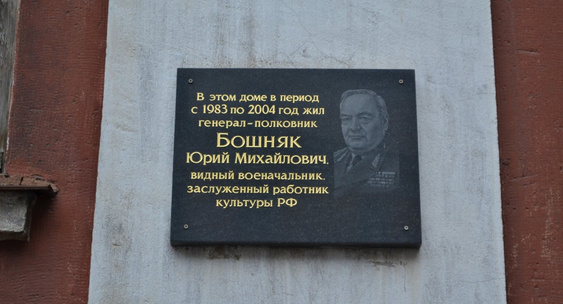 В этом доме в период
с 1983 по 2004 год жил
генерал-полковник
Бошняк
Юрий Михайлович,
видный военачальник,
заслуженный работник
культуры РФ